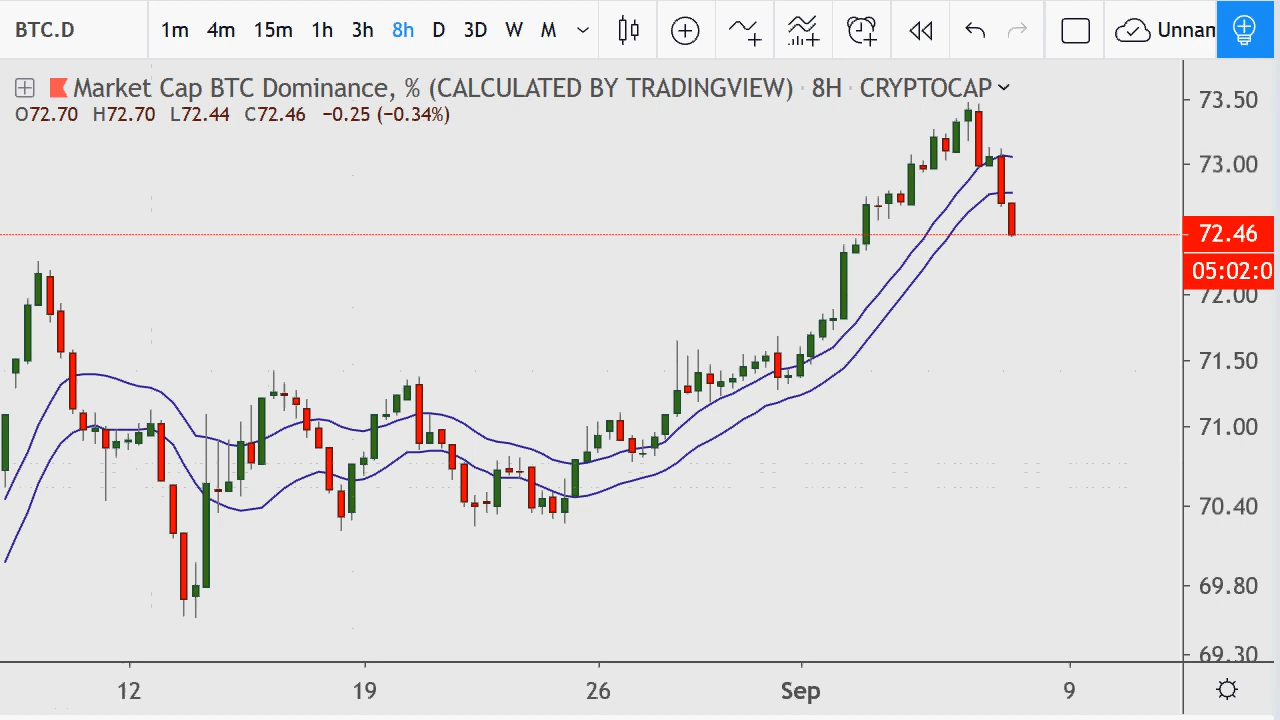 BTC.D 1m 4m 15m 1h 3h 8h D 3D W M Unnan
Market Cap BTC Dominance, % (CALCULATED BY TRADINGVIEW) · 8H · CRYPTOCAP
O72.70 H72.70 L72.44 C72.46 −0.25 (−0.34%)
73.50
73.00
72.46
05:02:0
72.00
71.50
71.00
70.40
69.80
69.30
12 19 26 Sep 9